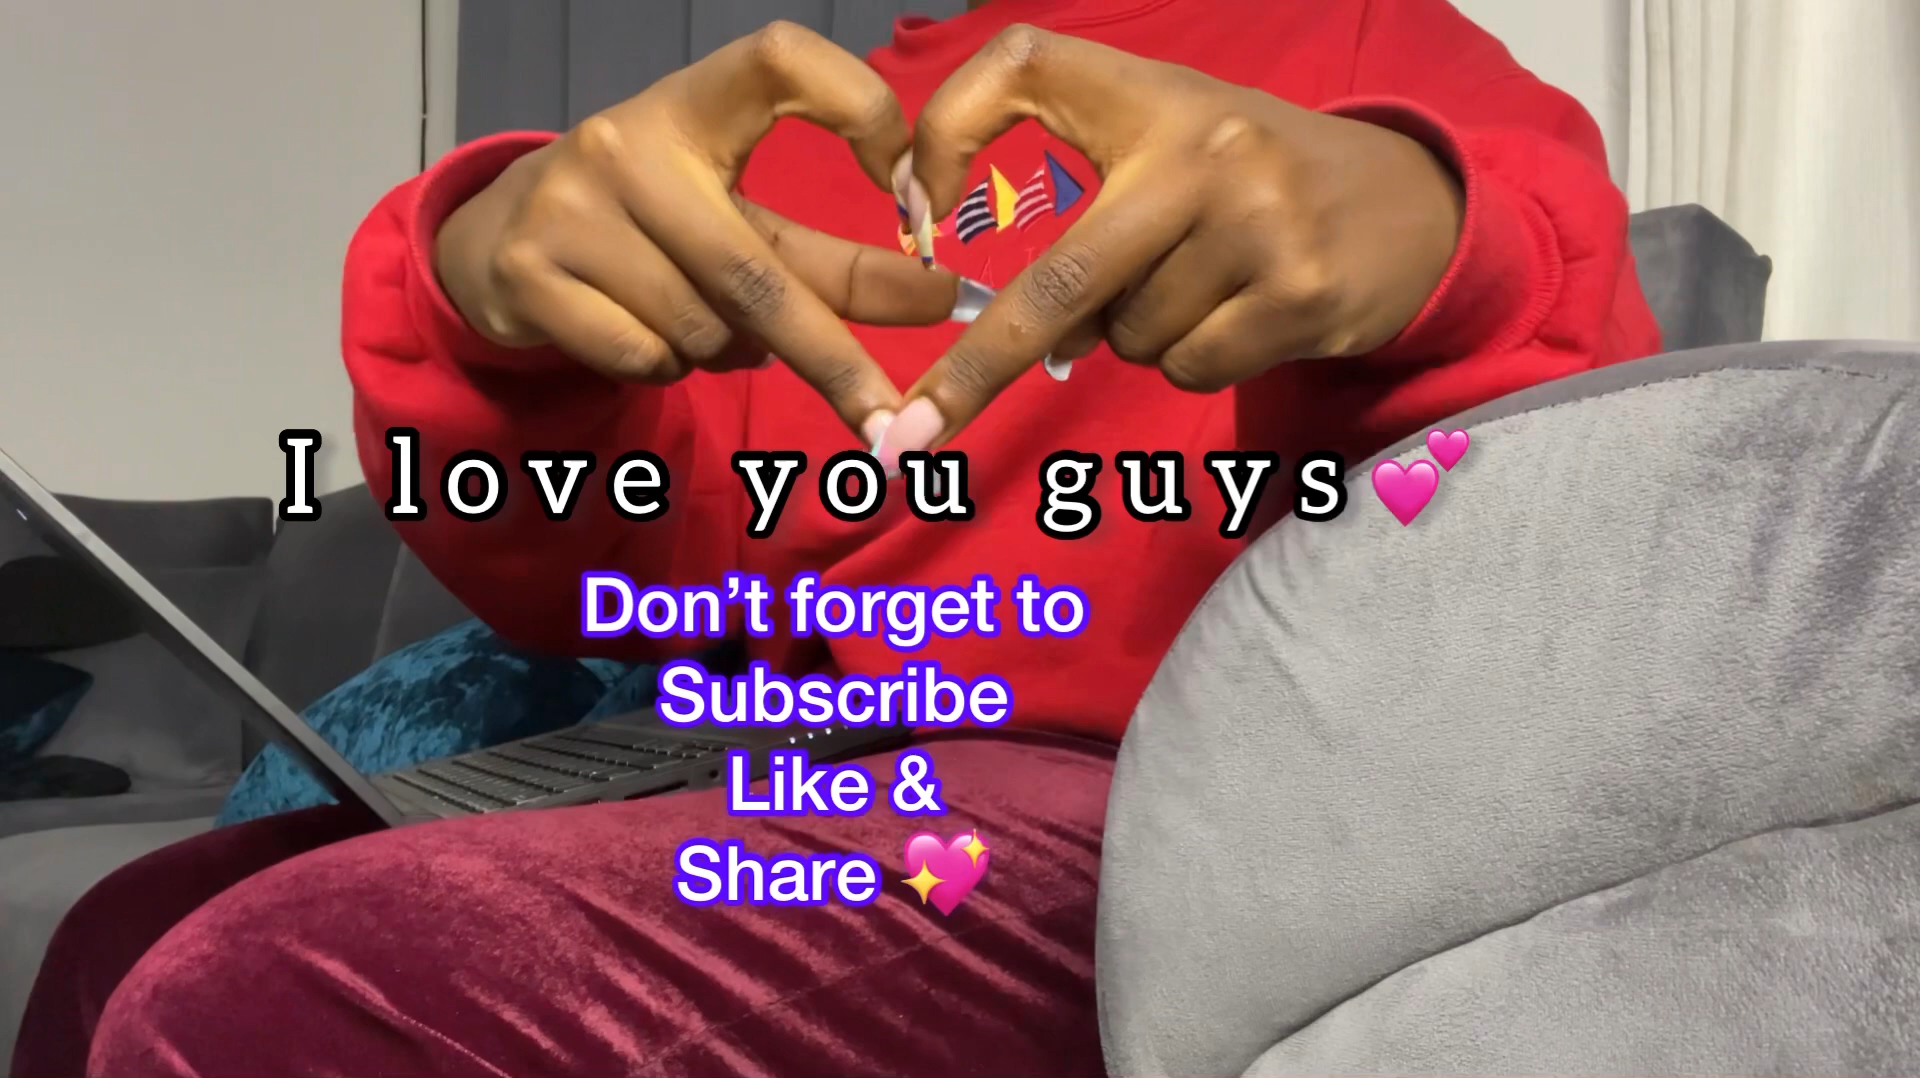 I love you guys💕
Don’t forget to
Subscribe
Like &
Share 💖